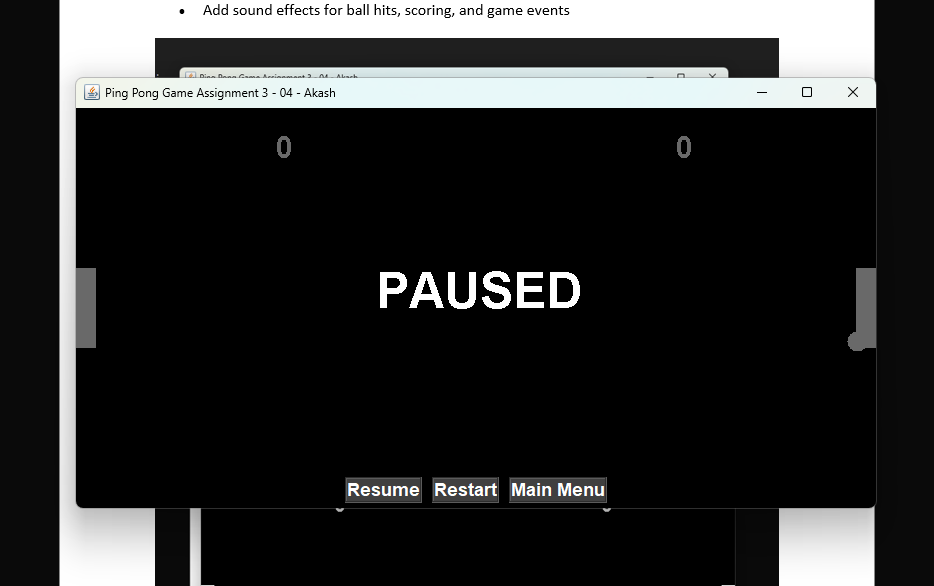 • Add sound effects for ball hits, scoring, and game events
Ping Pong Game Assignment 3 - 04 - Akash
Ping Pong Game Assignment 3 - 04 - Akash
0 0
PAUSED
Resume Restart Main Menu